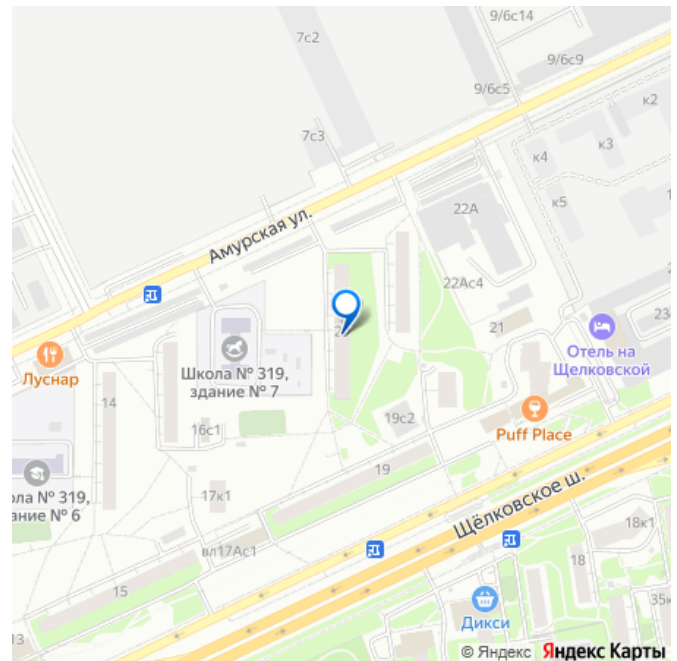 7с2
9/6с14
9/6с9
9/6с5
к2
7с3
к3
к4
к5
22А
Амурская ул.
22Ас4
21
23
Отель на
Щелковской
Луснар
Школа № 319,
здание № 7
14
16с1
19с2
Puff Place
ола № 319,
ание № 6
19
17к1
Щёлковское ш.
вл17Ас1
18к1
18
15
35к
Дикси
13
© Яндекс Яндекс Карты